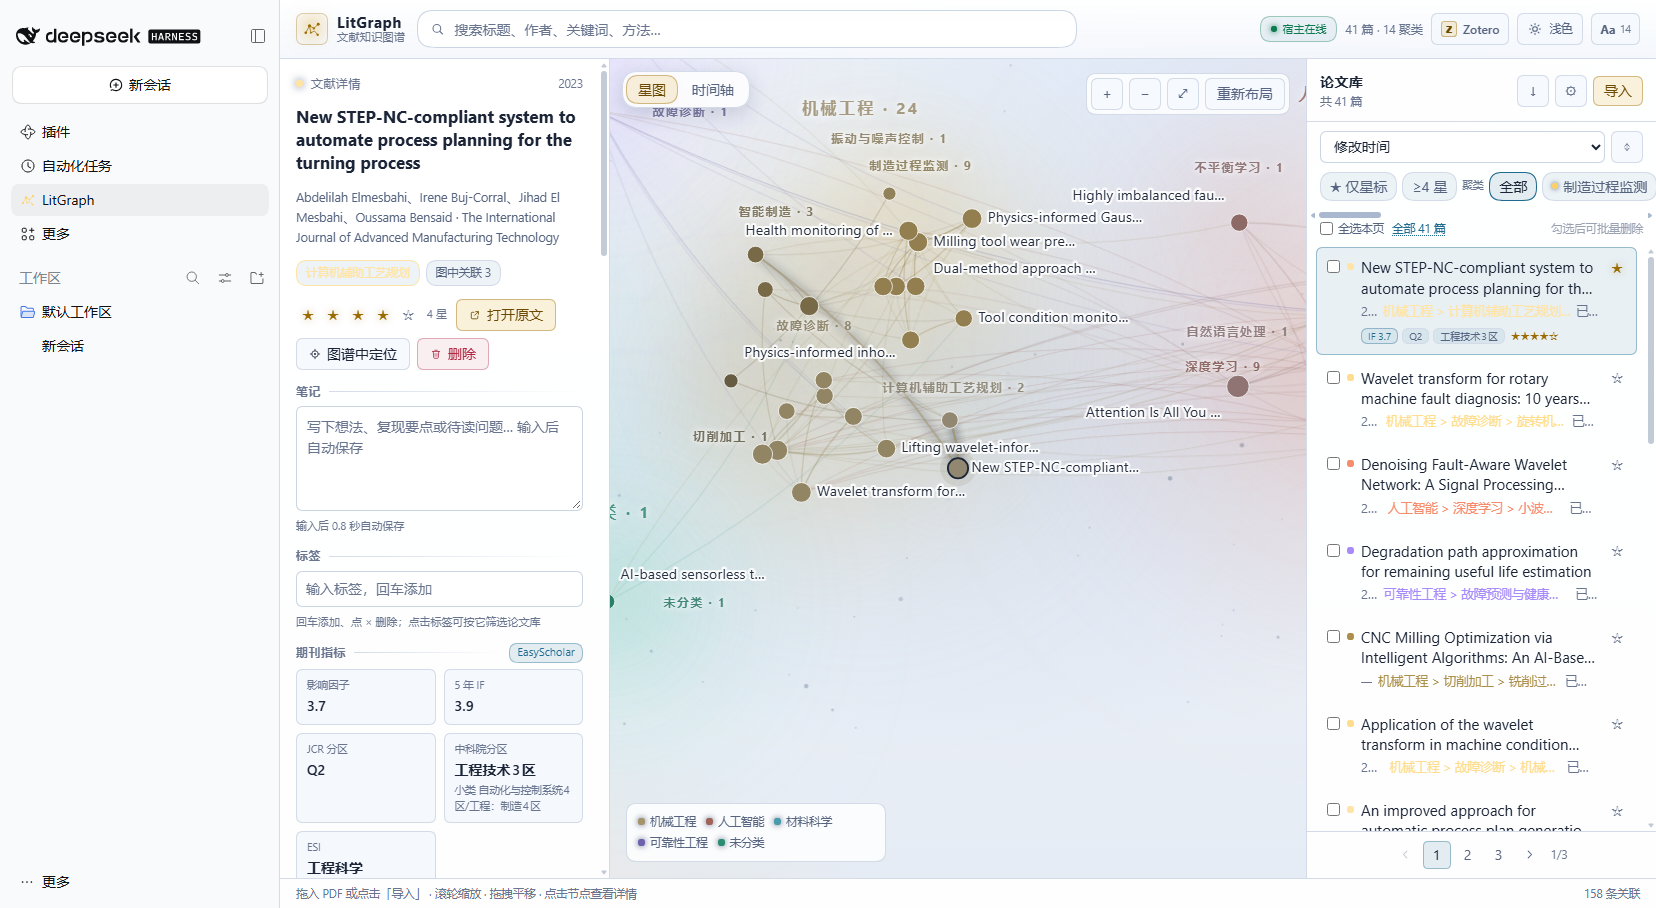 deepseek HARNESS
新会话
插件
自动化任务
LitGraph
更多
工作区
默认工作区
新会话
更多
LitGraph
文献知识图谱
搜索标题、作者、关键词、方法...
宿主在线
41 篇 · 14 聚类
Z Zotero
浅色
Aa 14
文献详情
2023
New STEP-NC-compliant system to
automate process planning for the
turning process
Abdelilah Elmesbahi、Irene Buj-Corral、Jihad El
Mesbahi、Oussama Bensaid · The International
Journal of Advanced Manufacturing Technology
计算机辅助工艺规划
图中关联 3
★ ★ ★ ★ ☆ 4 星
打开原文
图谱中定位
删除
笔记
写下想法、复现要点或待读问题... 输入后
自动保存
输入后 0.8 秒自动保存
标签
输入标签，回车添加
回车添加、点 × 删除；点击标签可按它筛选论文库
期刊指标
EasyScholar
影响因子
3.7
5 年 IF
3.9
JCR 分区
Q2
中科院分区
工程技术 3 区
小类 自动化与控制系统4
区/工程：制造4区
ESI
工程科学
星图
时间轴
+
−
⤢
重新布局
故障诊断 · 1
机械工程 · 24
人
振动与噪声控制 · 1
制造过程监测 · 9
不平衡学习 · 1
Highly imbalanced fau...
智能制造 · 3
Physics-informed Gaus...
Health monitoring of ...
Milling tool wear pre...
Dual-method approach ...
Tool condition monito...
故障诊断 · 8
自然语言处理 · 1
Physics-informed inho...
深度学习 · 9
计算机辅助工艺规划 · 2
Attention Is All You ...
切削加工 · 1
Lifting wavelet-infor...
New STEP-NC-compliant...
Wavelet transform for...
类 · 1
AI-based sensorless t...
未分类 · 1
机械工程
人工智能
材料科学
可靠性工程
未分类
论文库
共 41 篇
↓
导入
修改时间
★ 仅星标
≥4 星
聚类
全部
制造过程监测
全选本页
全部 41 篇
勾选后可批量删除
New STEP-NC-compliant system to
automate process planning for th...
2... 机械工程 > 计算机辅助工艺规划... 已...
IF 3.7
Q2
工程技术3区
★★★★☆
Wavelet transform for rotary
machine fault diagnosis: 10 years...
2... 机械工程 > 故障诊断 > 旋转机... 已...
Denoising Fault-Aware Wavelet
Network: A Signal Processing...
2... 人工智能 > 深度学习 > 小波... 已...
Degradation path approximation
for remaining useful life estimation
2... 可靠性工程 > 故障预测与健康... 已...
CNC Milling Optimization via
Intelligent Algorithms: An AI-Base...
— 机械工程 > 切削加工 > 铣削过... 已...
Application of the wavelet
transform in machine condition...
2... 机械工程 > 故障诊断 > 机械... 已...
An improved approach for
automatic process plan generatio
‹ 1 2 3 › 1/3
拖入 PDF 或点击「导入」 · 滚轮缩放 · 拖拽平移 · 点击节点查看详情
158 条关联